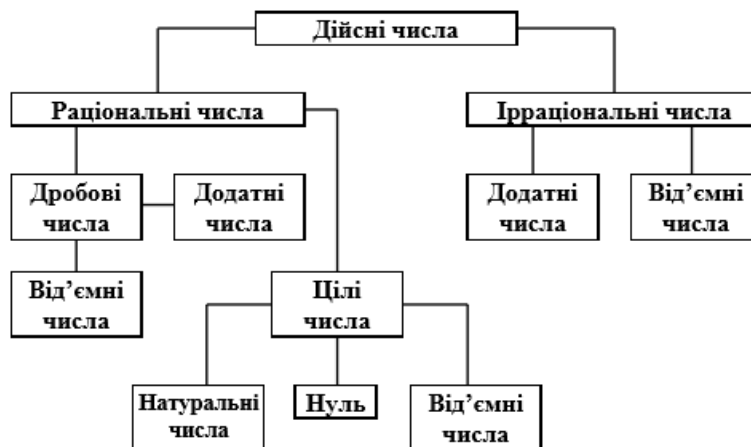 Дійсні числа
Раціональні числа
Ірраціональні числа
Дробові
числа
Додатні
числа
Додатні
числа
Від’ємні
числа
Від’ємні
числа
Цілі
числа
Натуральні
числа
Нуль
Від’ємні
числа